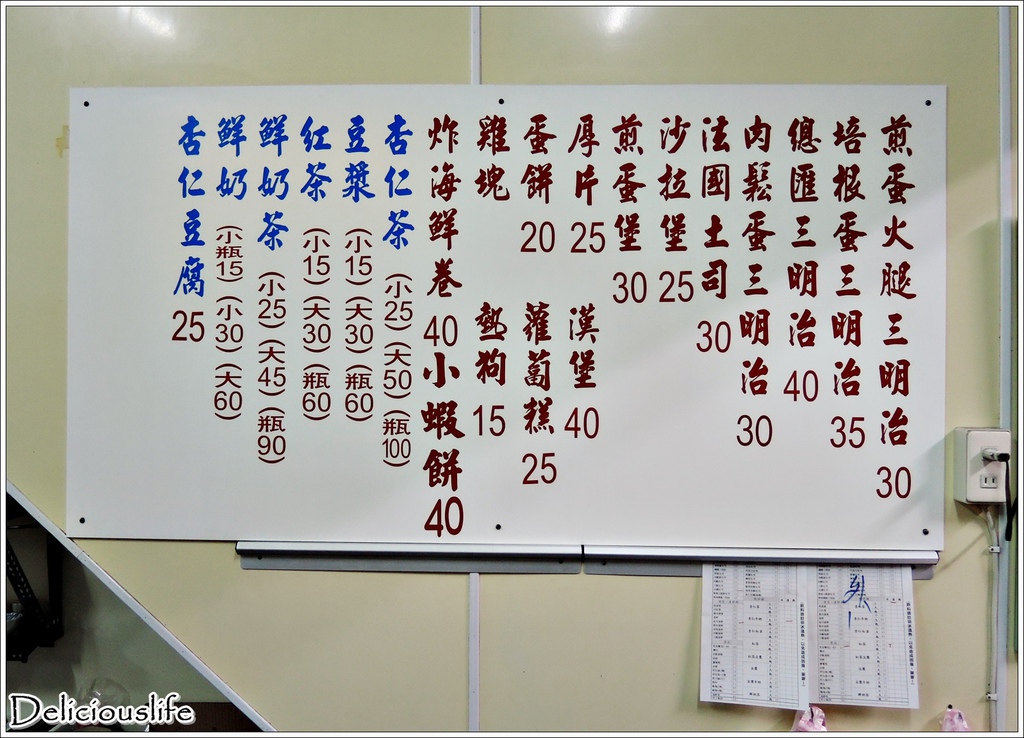 煎蛋火腿三明治 30
培根蛋三明治 35
總匯三明治 40
內鬆蛋三明治 30
法國土司 30
沙拉堡 25
煎蛋堡 30
厚片 25 漢堡 40
蛋餅 20 蘿蔔糕 25
雞塊 熱狗 15
炸海鮮卷 40 小蝦餅 40
杏仁茶 (小25)(大50)(瓶100)
豆漿 (小15)(大30)(瓶60)
紅茶 (小15)(大30)(瓶60)
鮮奶茶 (小25)(大45)(瓶90)
鮮奶 (小瓶15)(小30)(大60)
杏仁豆腐 25
Deliciouslife